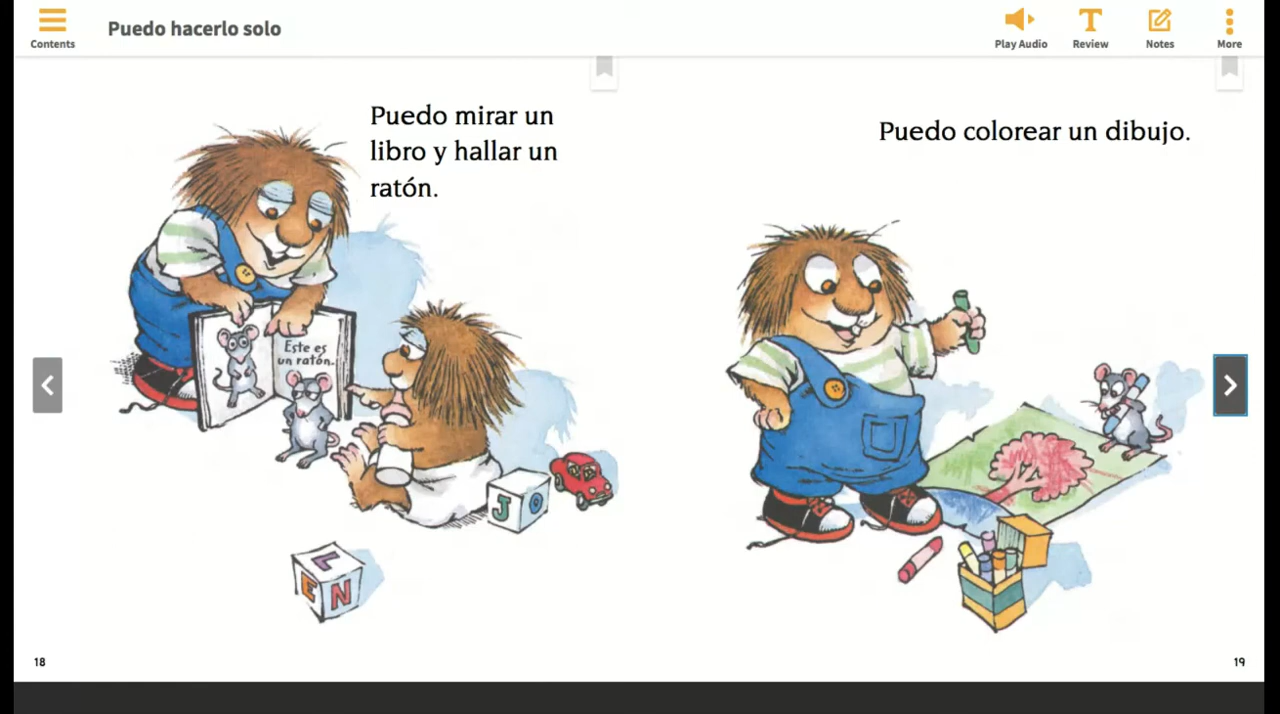 Contents
Puedo hacerlo solo
Play Audio
Review
Notes
More
Puedo mirar un
libro y hallar un
ratón.
Este es
un ratón.
J O
L
E N
18
Puedo colorear un dibujo.
19